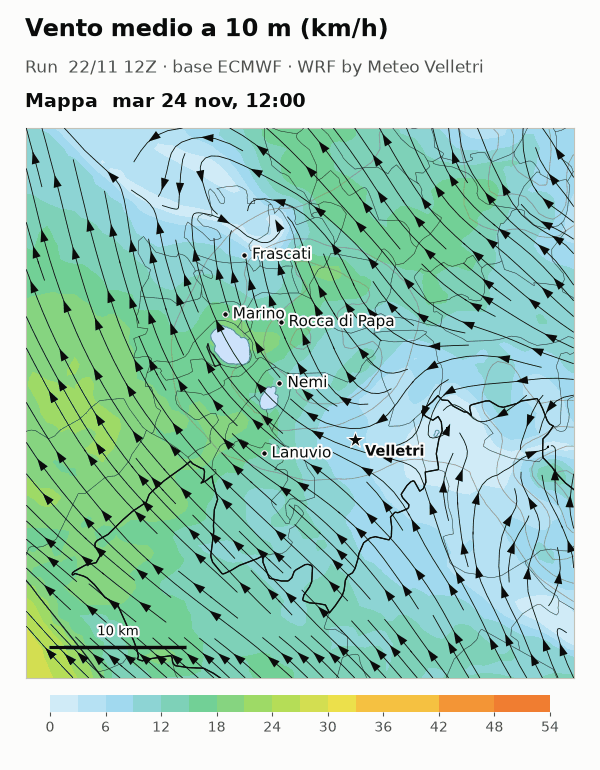 Vento medio a 10 m (km/h)
Run 22/11 12Z · base ECMWF · WRF by Meteo Velletri
Mappa mar 24 nov, 12:00
Frascati
Marino
Rocca di Papa
Nemi
Velletri
Lanuvio
10 km
0 6 12 18 24 30 36 42 48 54